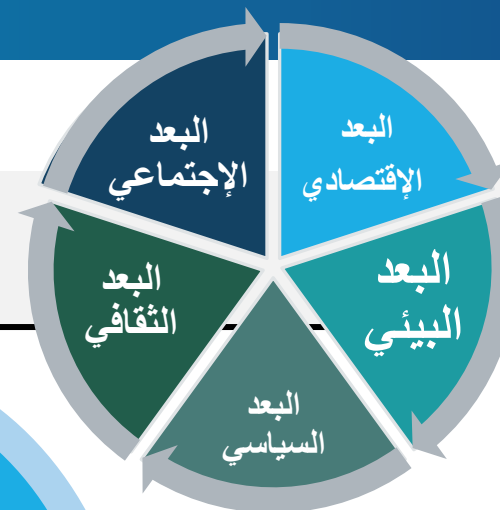 البعد
الإقتصادي
البعد
البيئي
البعد
السياسي
البعد
الثقافي
البعد
الإجتماعي